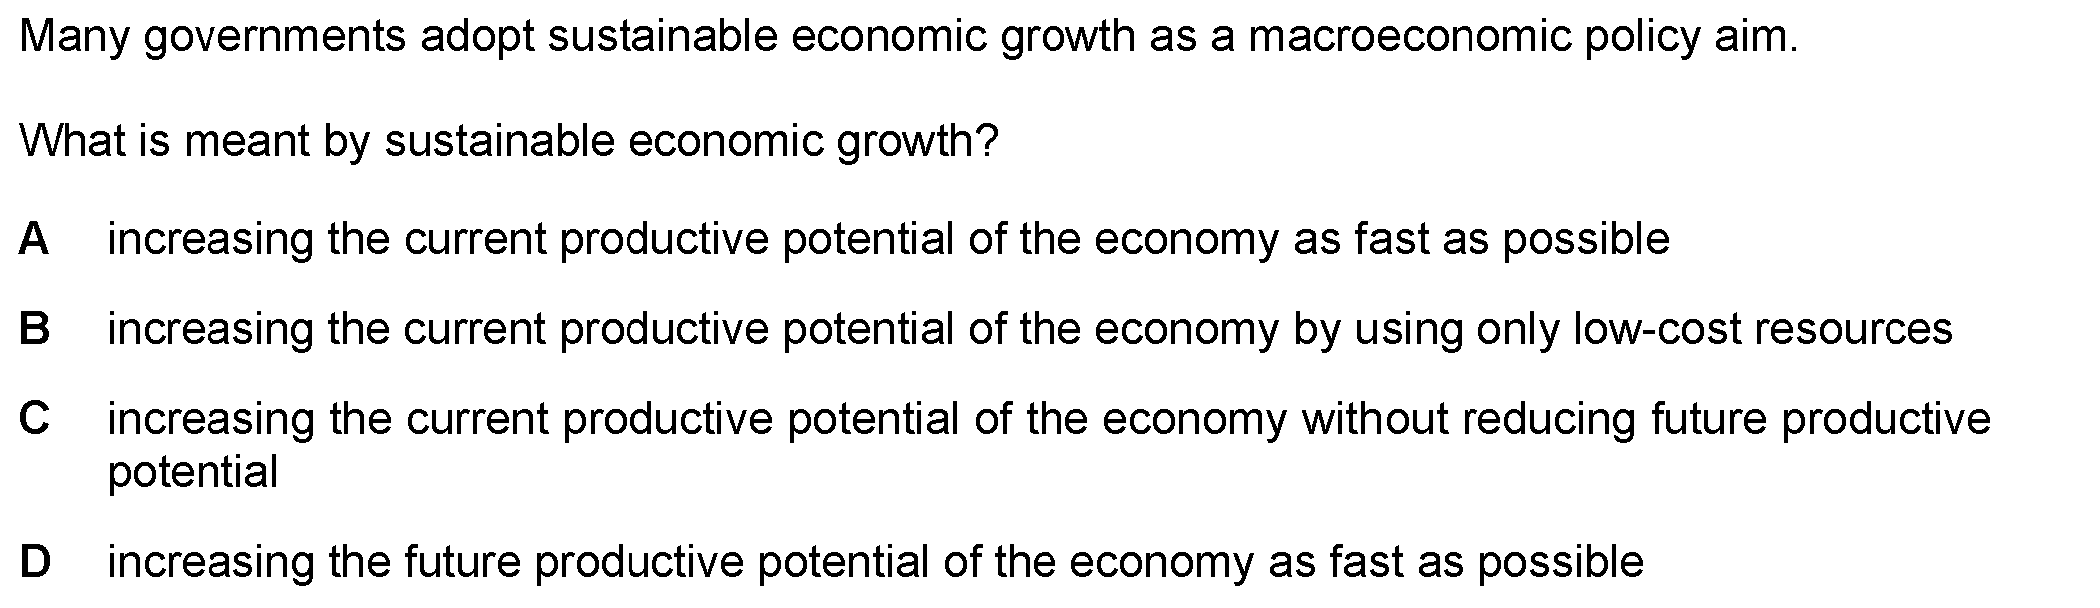 Many governments adopt sustainable economic growth as a macroeconomic policy aim.
What is meant by sustainable economic growth?
A increasing the current productive potential of the economy as fast as possible
B increasing the current productive potential of the economy by using only low-cost resources
C increasing the current productive potential of the economy without reducing future productive
potential
D increasing the future productive potential of the economy as fast as possible